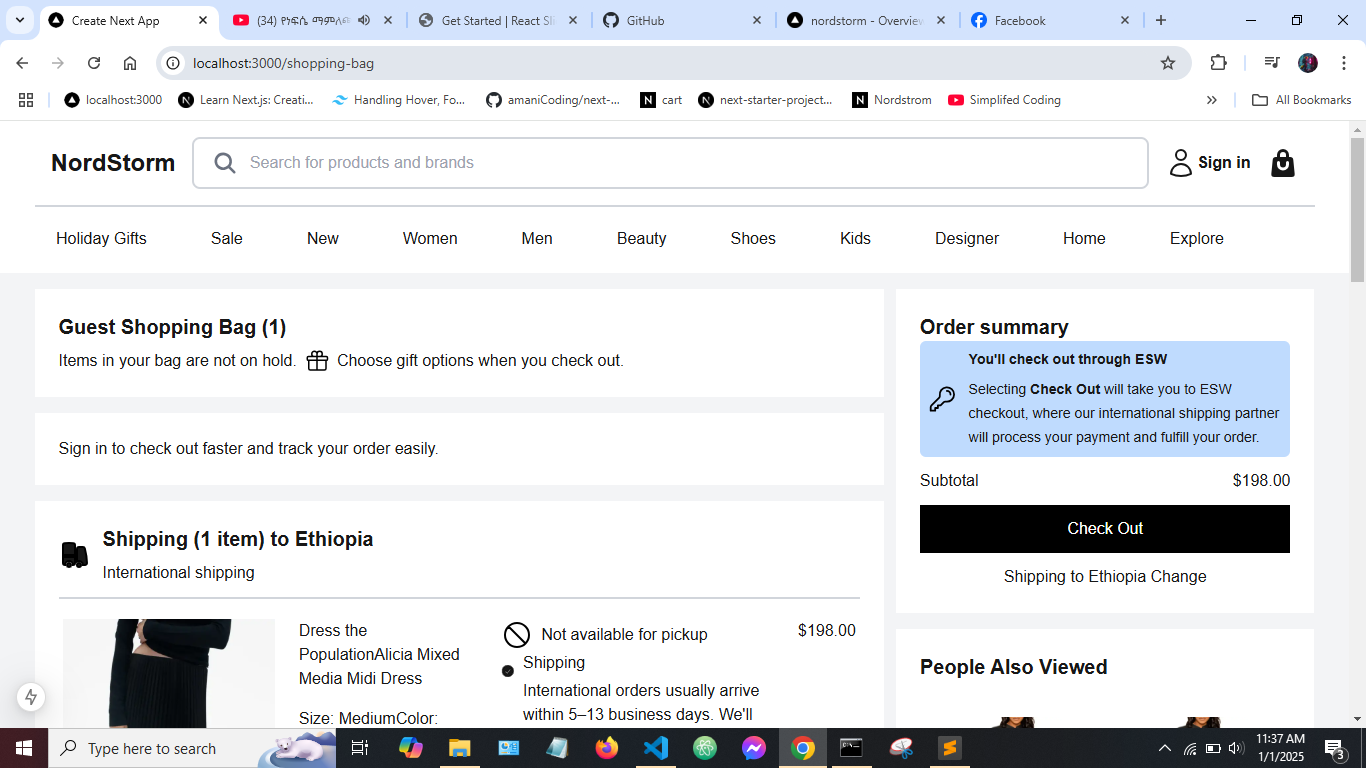 Create Next App
(34) የነፍሴ ማምለጫ
Get Started | React Sli
GitHub
nordstorm - Overview
Facebook
localhost:3000/shopping-bag
localhost:3000
Learn Next.js: Creati...
Handling Hover, Fo...
amaniCoding/next-...
cart
next-starter-project...
Nordstrom
Simplifed Coding
All Bookmarks
NordStorm
Search for products and brands
Sign in
Holiday Gifts
Sale
New
Women
Men
Beauty
Shoes
Kids
Designer
Home
Explore
Guest Shopping Bag (1)
Items in your bag are not on hold. Choose gift options when you check out.
Sign in to check out faster and track your order easily.
Shipping (1 item) to Ethiopia
International shipping
Dress the
PopulationAlicia Mixed
Media Midi Dress
Size: MediumColor:
Not available for pickup
Shipping
International orders usually arrive
within 5–13 business days. We'll
$198.00
Order summary
You'll check out through ESW
Selecting Check Out will take you to ESW
checkout, where our international shipping partner
will process your payment and fulfill your order.
Subtotal $198.00
Check Out
Shipping to Ethiopia Change
People Also Viewed
Type here to search
11:37 AM
1/1/2025
3